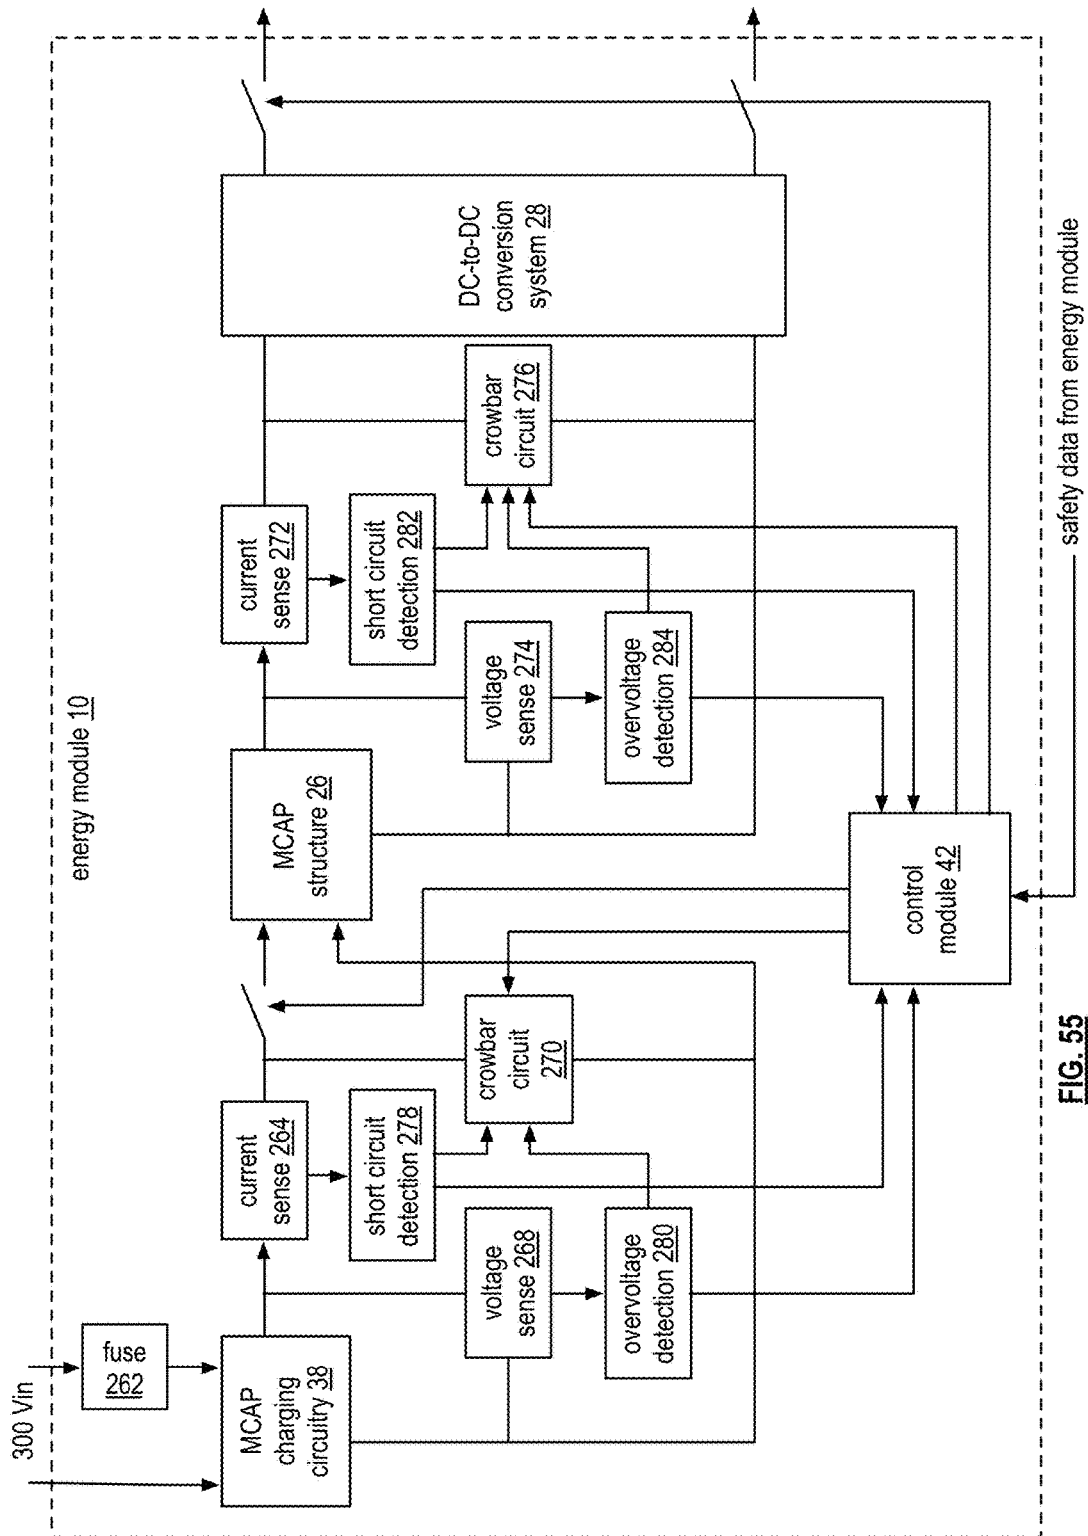 energy module 10
300 Vin
fuse
262
MCAP
charging
circuitry 38
current
sense 264
short circuit
detection 278
voltage
sense 268
overvoltage
detection 280
crowbar
circuit
270
MCAP
structure 26
current
sense 272
short circuit
detection 282
voltage
sense 274
overvoltage
detection 284
crowbar
circuit 276
DC-to-DC
conversion
system 28
control
module 42
safety data from energy module
FIG. 55